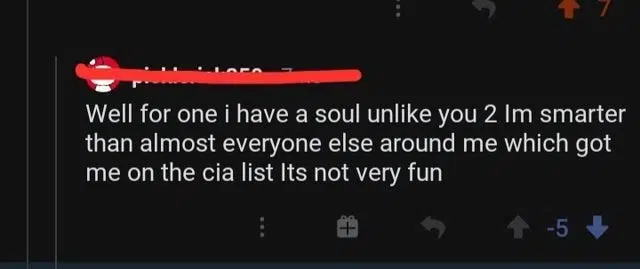 7
Well for one i have a soul unlike you 2 Im smarter
than almost everyone else around me which got
me on the cia list Its not very fun
-5